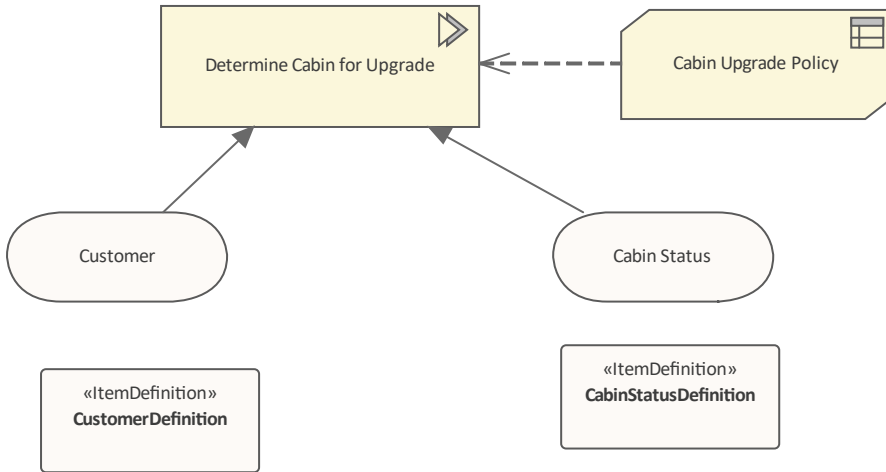 Determine Cabin for Upgrade
Cabin Upgrade Policy
Customer
Cabin Status
«ItemDefinition»
CustomerDefinition
«ItemDefinition»
CabinStatusDefinition